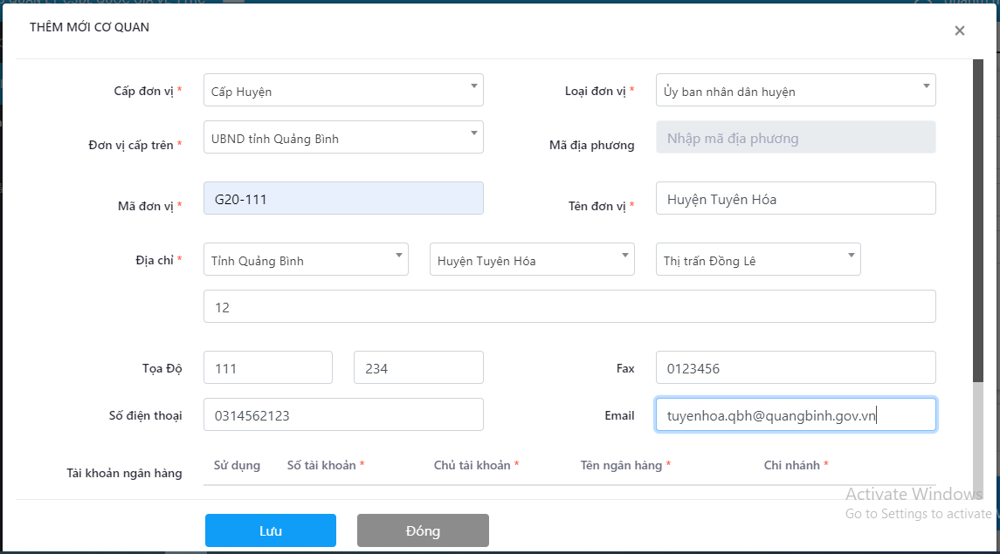 THÊM MỚI CƠ QUAN
×
Cấp đơn vị * Cấp Huyện Loại đơn vị * Ủy ban nhân dân huyện
Đơn vị cấp trên * UBND tỉnh Quảng Bình Mã địa phương Nhập mã địa phương
Mã đơn vị * G20-111 Tên đơn vị * Huyện Tuyên Hóa
Địa chỉ * Tỉnh Quảng Bình Huyện Tuyên Hóa Thị trấn Đồng Lê
12
Tọa Độ 111 234 Fax 0123456
Số điện thoại 0314562123 Email tuyenhoa.qbh@quangbinh.gov.vn
Tài khoản ngân hàng Sử dụng Số tài khoản * Chủ tài khoản * Tên ngân hàng * Chi nhánh *
Activate Windows
Go to Settings to activate
Lưu Đóng